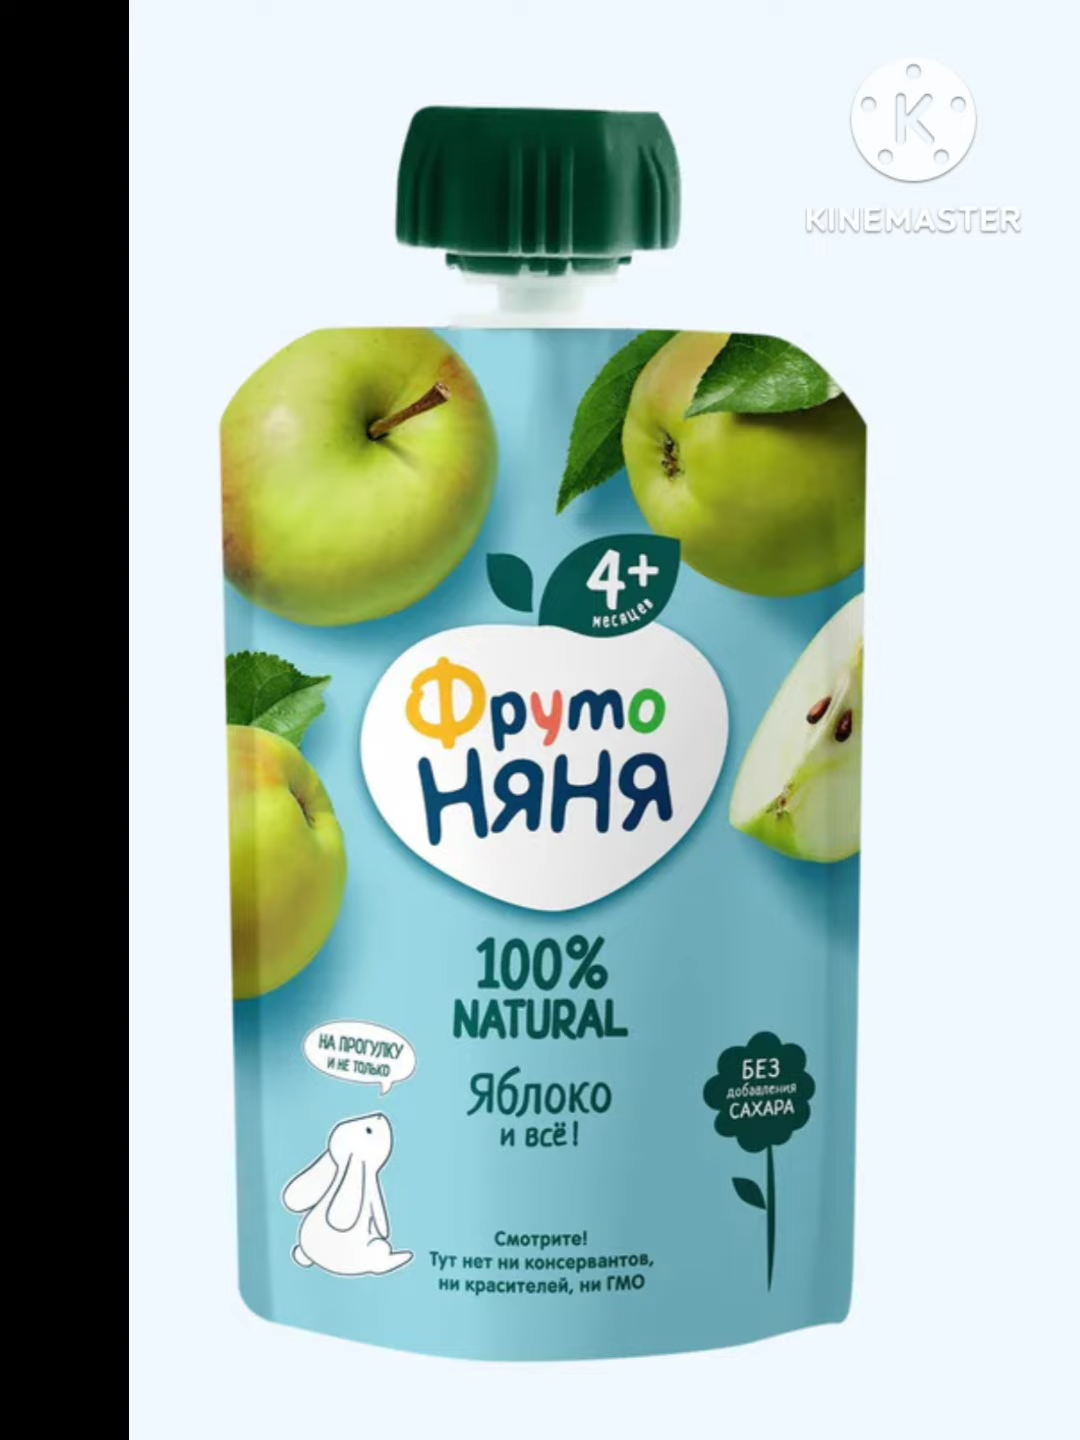 KINEMASTER
4+
месяцев
Фруто
НЯНЯ
100%
NATURAL
Яблоко
и всё!
НА ПРОГУЛКУ
И НЕ ТОЛЬКО
БЕЗ
добавления
САХАРА
Смотрите!
Тут нет ни консервантов,
ни красителей, ни ГМО